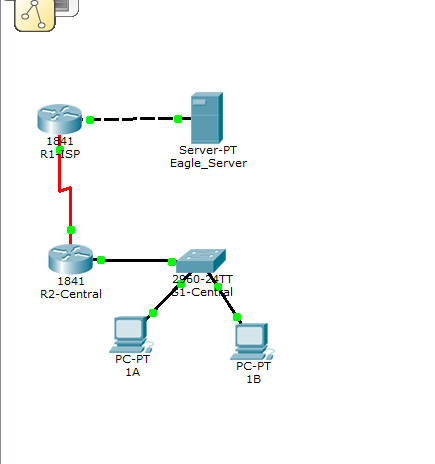 1841
R1-ISP
Server-PT
Eagle_Server
1841
R2-Central
2960-24TT
S1-Central
PC-PT
1A
PC-PT
1B